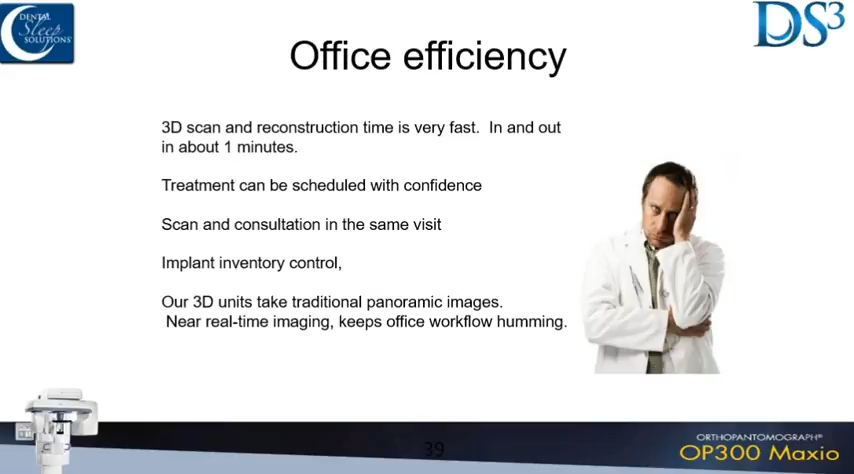 DENTAL
Sleep
SOLUTIONS®
DS3
Office efficiency
3D scan and reconstruction time is very fast.  In and out
in about 1 minutes.
Treatment can be scheduled with confidence
Scan and consultation in the same visit
Implant inventory control,
Our 3D units take traditional panoramic images.
Near real-time imaging, keeps office workflow humming.
39
ORTHOPANTOMOGRAPH®
OP300 Maxio